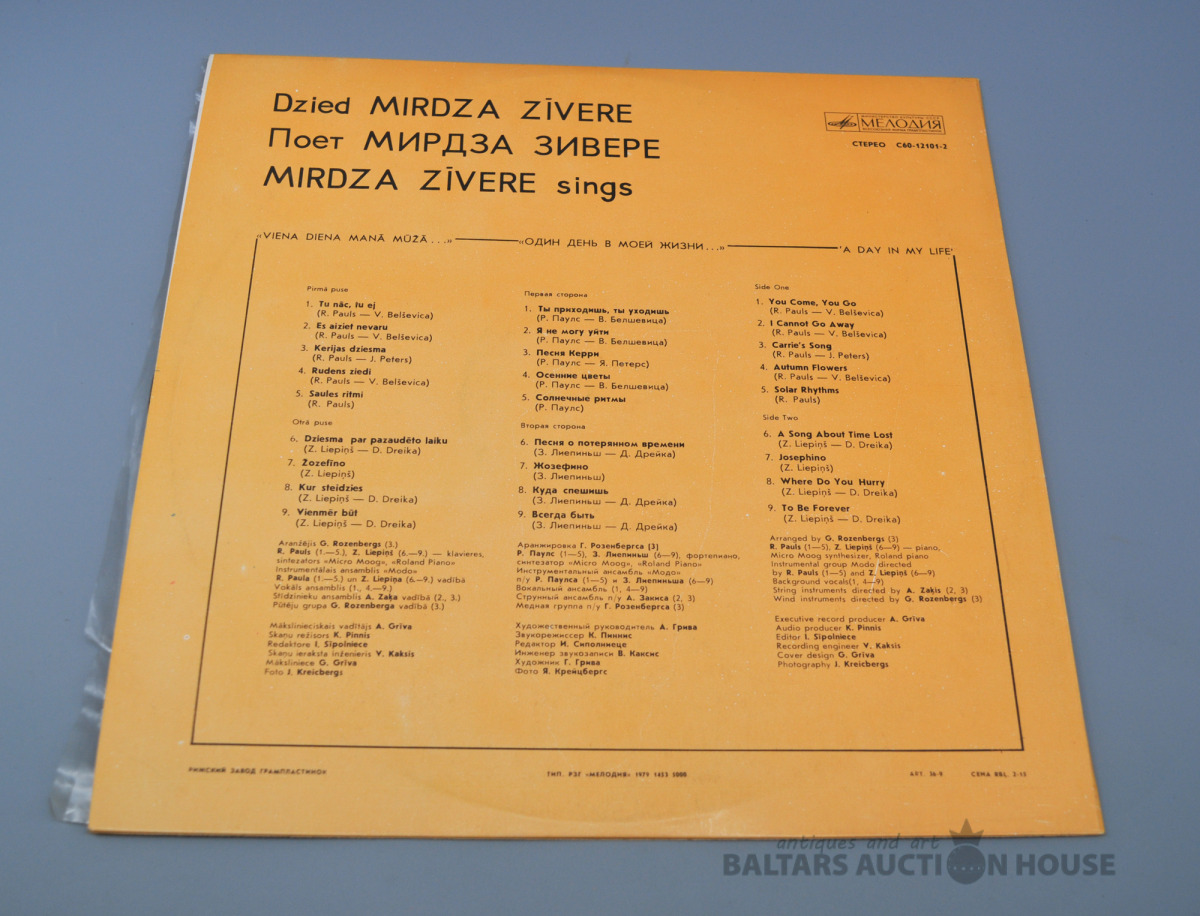 Dzied MIRDZA ZĪVERE
Поет МИРДЗА ЗИВЕРЕ
MIRDZA ZĪVERE sings
МЕЛОДИЯ
СТЕРЕО С60-12101-2
«VIENA DIENA MANĀ MŪŽĀ...»
«ОДИН ДЕНЬ В МОЕЙ ЖИЗНИ...»
'A DAY IN MY LIFE'
Pirmā puse
1. Tu nāc, tu ej
(R. Pauls — V. Belševica)
2. Es aiziet nevaru
(R. Pauls — V. Belševica)
3. Kerijas dziesma
(R. Pauls — J. Peters)
4. Rudens ziedi
(R. Pauls — V. Belševica)
5. Saules ritmi
(R. Pauls)
Otrā puse
6. Dziesma par pazaudēto laiku
(Z. Liepiņš — D. Dreika)
7. Žozefīno
(Z. Liepiņš)
8. Kur steidzies
(Z. Liepiņš — D. Dreika)
9. Vienmēr būt
(Z. Liepiņš — D. Dreika)
Aranžējis G. Rozenbergs (3.)
R. Pauls (1.—5.), Z. Liepiņš (6.—9.) — klavieres,
sintezators «Micro Moog», «Roland Piano»
Instrumentālais ansamblis «Modo»
R. Paula (1.—5.) un Z. Liepiņa (6.—9.) vadībā
Vokāls ansamblis (1., 4.—9.)
Stīdzinieku ansamblis A. Zaķa vadībā (2., 3.)
Pūtēju grupa G. Rozenberga vadībā (3.)
Mākslinieciskais vadītājs A. Grīva
Skaņu režisors K. Pinnis
Redaktore I. Sīpolniece
Skaņu ieraksta inženieris V. Kaksis
Māksliniece G. Grīva
Foto J. Kreicbergs
Первая сторона
1. Ты приходишь, ты уходишь
(Р. Паулс — В. Белшевица)
2. Я не могу уйти
(Р. Паулс — В. Белшевица)
3. Песня Керри
(Р. Паулс — Я. Петерс)
4. Осенние цветы
(Р. Паулс — В. Белшевица)
5. Солнечные ритмы
(Р. Паулс)
Вторая сторона
6. Песня о потерянном времени
(З. Лиепиньш — Д. Дрейка)
7. Жозефино
(З. Лиепиньш)
8. Куда спешишь
(З. Лиепиньш — Д. Дрейка)
9. Всегда быть
(З. Лиепиньш — Д. Дрейка)
Аранжировка Г. Розенбергса (3)
Р. Паулс (1—5), З. Лиепиньш (6—9), фортепиано,
синтезатор «Micro Moog», «Roland Piano»
Инструментальный ансамбль «Модо»
п/у Р. Паулса (1—5) и З. Лиепиньша (6—9)
Вокальный ансамбль (1, 4—9)
Струнный ансамбль п/у А. Закиса (2, 3)
Медная группа п/у Г. Розенбергса (3)
Художественный руководитель А. Грива
Звукорежиссер К. Пиннис
Редактор И. Сиполниеце
Инженер звукозаписи В. Каксис
Художник Г. Грива
Фото Я. Крейцбергс
Side One
1. You Come, You Go
(R. Pauls — V. Belševica)
2. I Cannot Go Away
(R. Pauls — V. Belševica)
3. Carrie's Song
(R. Pauls — J. Peters)
4. Autumn Flowers
(R. Pauls — V. Belševica)
5. Solar Rhythms
(R. Pauls)
Side Two
6. A Song About Time Lost
(Z. Liepiņš — D. Dreika)
7. Josephino
(Z. Liepiņš)
8. Where Do You Hurry
(Z. Liepiņš — D. Dreika)
9. To Be Forever
(Z. Liepiņš — D. Dreika)
Arranged by G. Rozenbergs (3)
R. Pauls (1—5), Z. Liepiņš (6—9) — piano,
Micro Moog synthesizer, Roland piano
Instrumental group Modo directed
by R. Pauls (1—5) and Z. Liepiņš (6—9)
Background vocals(1, 4—9)
String instruments directed by A. Zaķis (2, 3)
Wind instruments directed by G. Rozenbergs (3)
Executive record producer A. Grīva
Audio producer K. Pinnis
Editor I. Sīpolniece
Recording engineer V. Kaksis
Cover design G. Grīva
Photography J. Kreicbergs
РИЖСКИЙ ЗАВОД ГРАМПЛАСТИНОК
ТИП. РЗГ «МЕЛОДИЯ» 1979 1453 5000
АРТ. 36-9
ЦЕНА RBL. 2-15
antiques and art
BALTARS AUCTION HOUSE